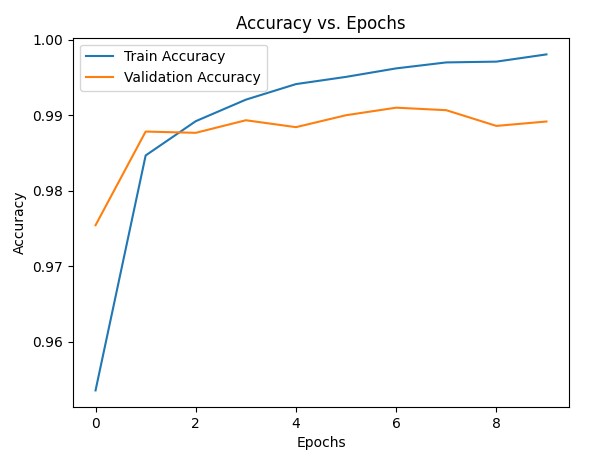 Accuracy vs. Epochs
Train Accuracy
Validation Accuracy
1.00
0.99
0.98
0.97
0.96
Accuracy
0 2 4 6 8
Epochs